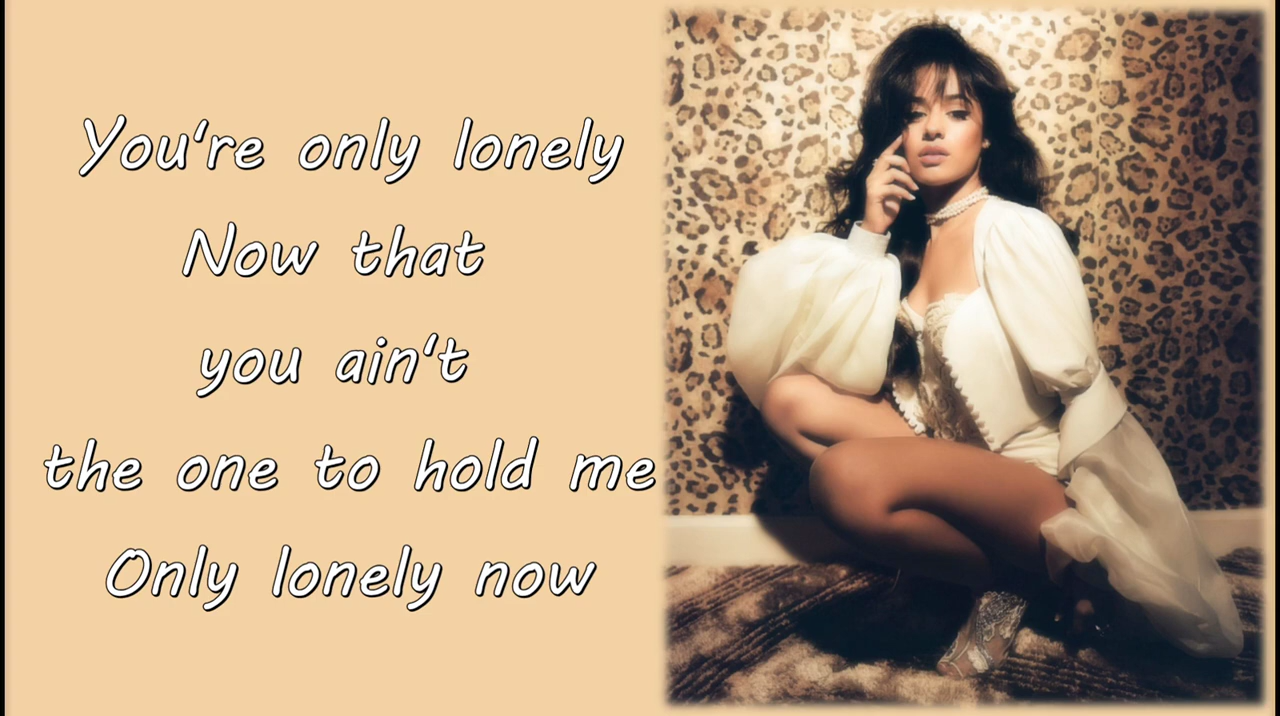 You‘re only lonely
Now that
you ain‘t
the one to hold me
Only lonely now